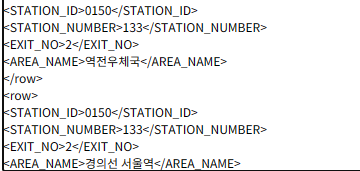 <STATION_ID>0150</STATION_ID>
<STATION_NUMBER>133</STATION_NUMBER>
<EXIT_NO>2</EXIT_NO>
<AREA_NAME>역전우체국</AREA_NAME>
</row>
<row>
<STATION_ID>0150</STATION_ID>
<STATION_NUMBER>133</STATION_NUMBER>
<EXIT_NO>2</EXIT_NO>
<AREA_NAME>경의선 서울역</AREA_NAME>